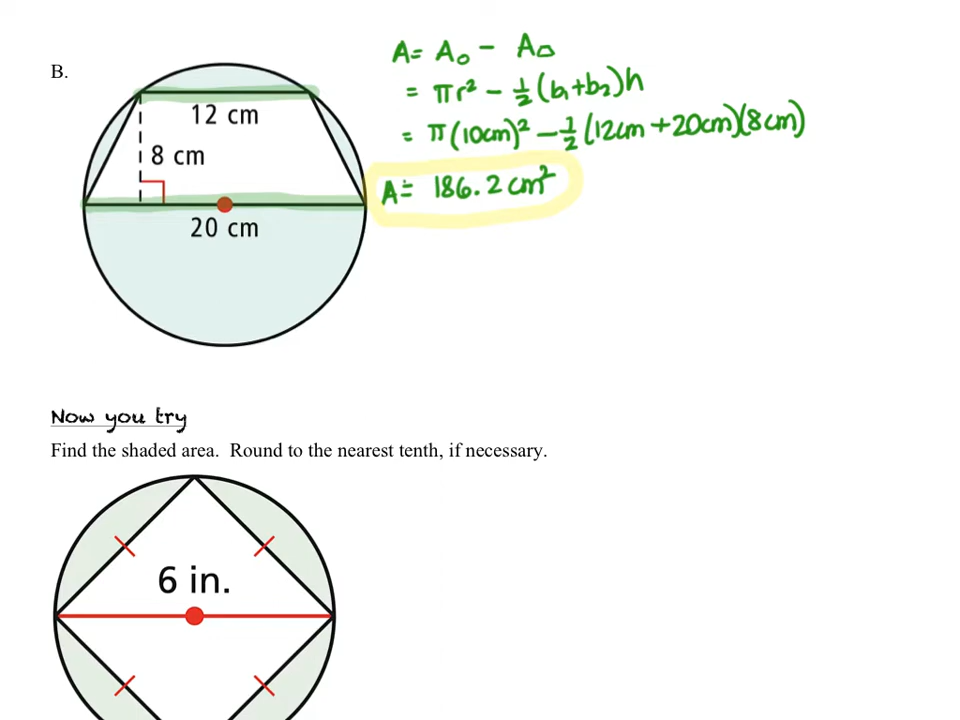 B.
12 cm
8 cm
20 cm
A = A○ − A⏢
= πr² − ½(b₁+b₂)h
= π(10cm)² − ½(12cm + 20cm)(8cm)
A ≐ 186.2 cm²
Now you try
Find the shaded area.  Round to the nearest tenth, if necessary.
6 in.